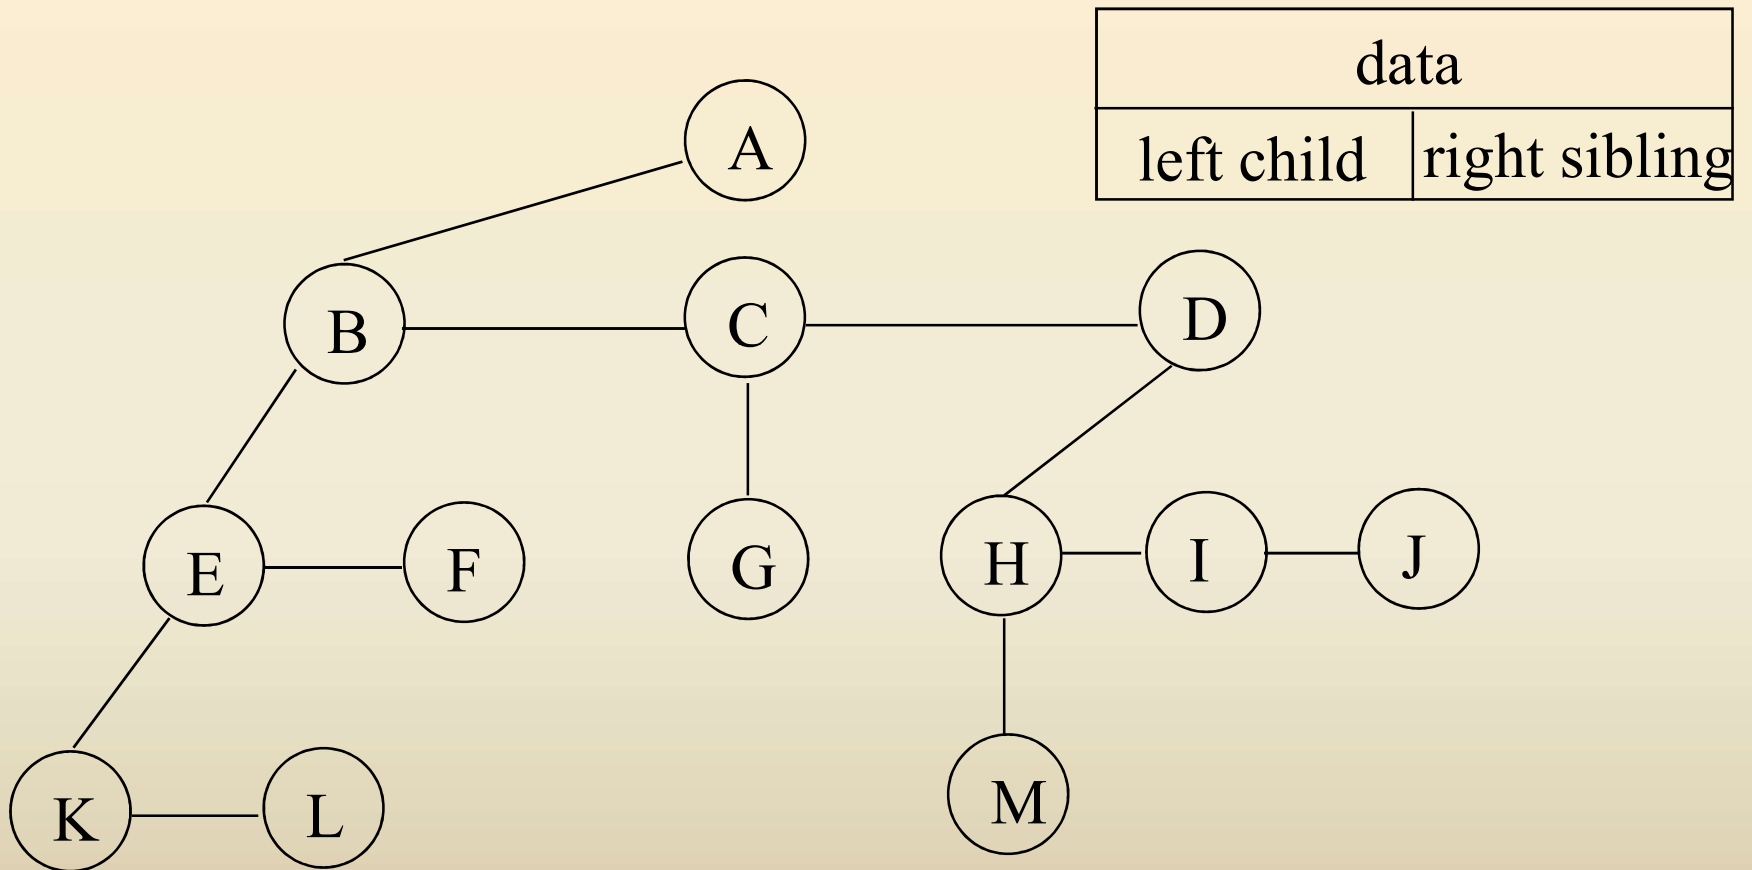 data
left child right sibling
A
B C D
E F G H I J
K L M